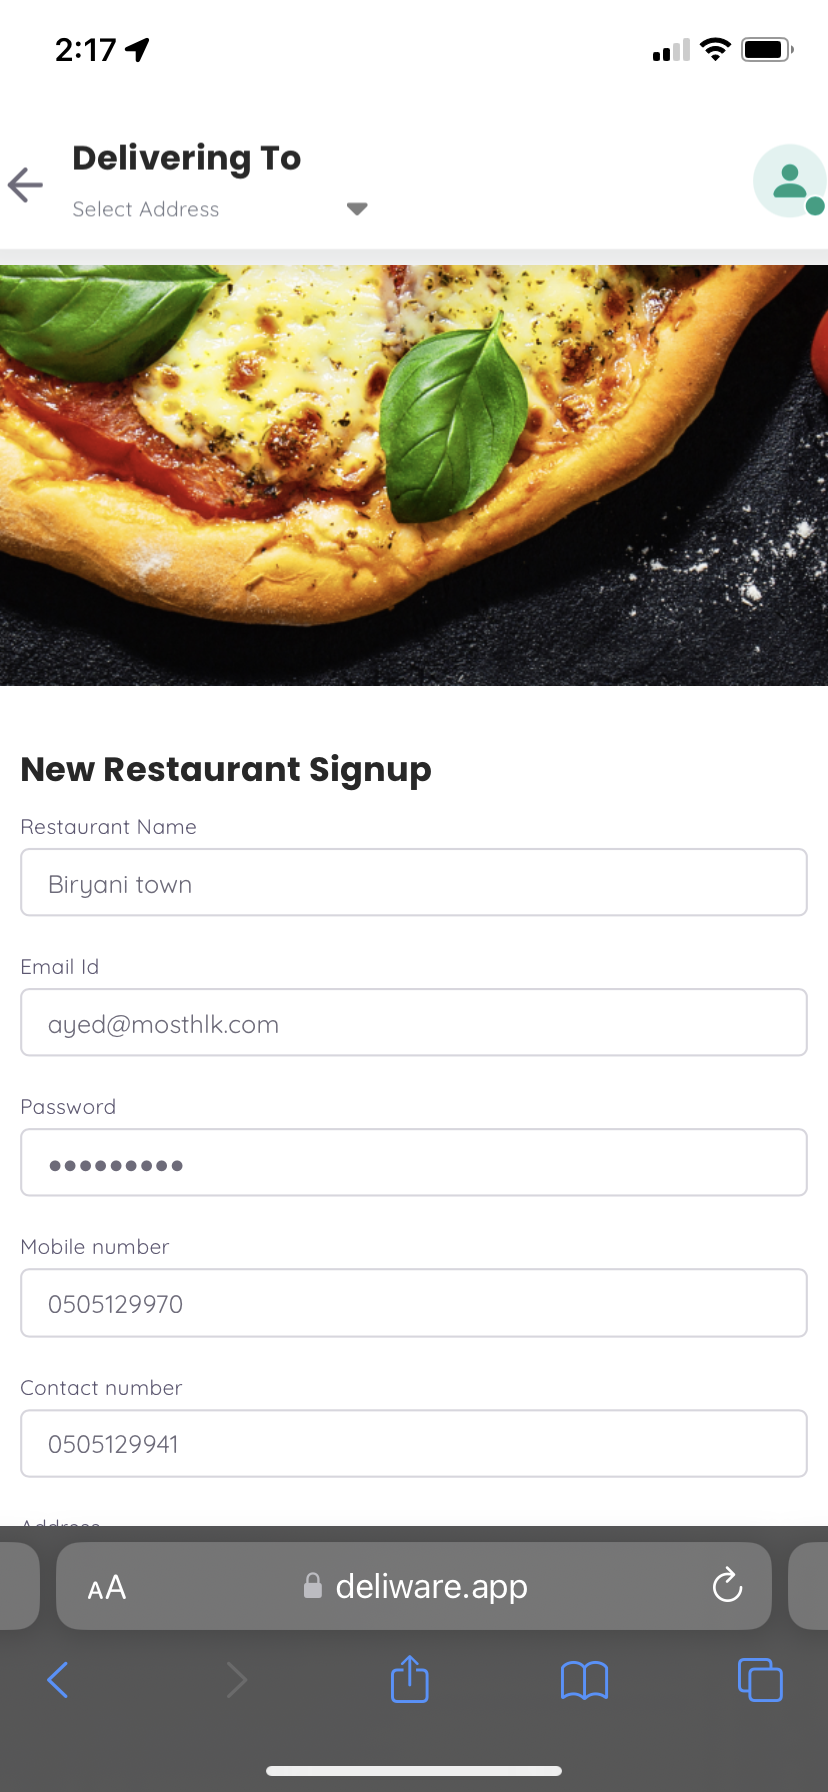 2:17
Delivering To
Select Address
New Restaurant Signup
Restaurant Name
Biryani town
Email Id
ayed@mosthlk.com
Password
•••••••••
Mobile number
0505129970
Contact number
0505129941
Address
AA
deliware.app